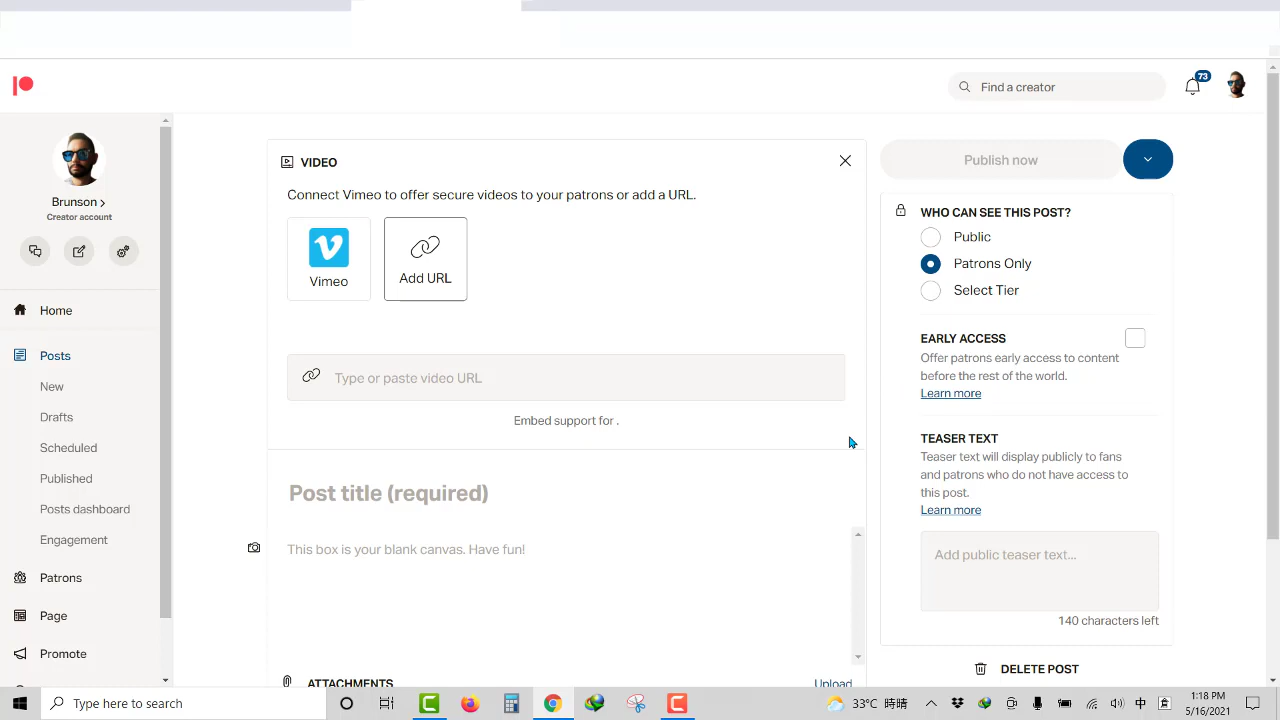 73
Find a creator
Brunson
Creator account
Home
Posts
New
Drafts
Scheduled
Published
Posts dashboard
Engagement
Patrons
Page
Promote
VIDEO
Connect Vimeo to offer secure videos to your patrons or add a URL.
Vimeo
Add URL
Type or paste video URL
Embed support for .
Post title (required)
This box is your blank canvas. Have fun!
ATTACHMENTS
Upload
Publish now
WHO CAN SEE THIS POST?
Public
Patrons Only
Select Tier
EARLY ACCESS
Offer patrons early access to content
before the rest of the world.
Learn more
TEASER TEXT
Teaser text will display publicly to fans
and patrons who do not have access to
this post.
Learn more
Add public teaser text...
140 characters left
DELETE POST
Type here to search
33°C 時晴
中
1:18 PM
5/16/2021